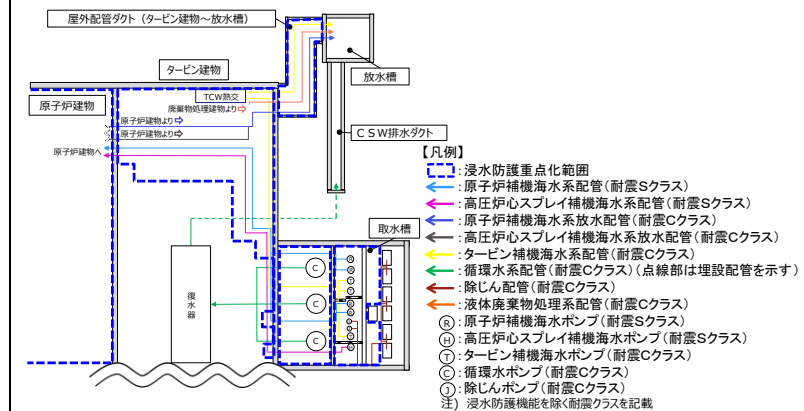 屋外配管ダクト（タービン建物～放水槽）
タービン建物
放水槽
原子炉建物
TCW熱交
廃棄物処理建物より⇨
原子炉建物より⇨
原子炉建物より⇨
ＣＳＷ排水ダクト
原子炉建物へ
取水槽
復水器
C
C
C
【凡例】
：浸水防護重点化範囲
：原子炉補機海水系配管（耐震Sクラス）
：高圧炉心スプレイ補機海水系配管（耐震Sクラス）
：原子炉補機海水系放水配管（耐震Cクラス）
：高圧炉心スプレイ補機海水系放水配管（耐震Cクラス）
：タービン補機海水系配管（耐震Cクラス）
：循環水系配管（耐震Cクラス）（点線部は埋設配管を示す）
：除じん配管（耐震Cクラス）
：液体廃棄物処理系配管（耐震Cクラス）
Ⓡ：原子炉補機海水ポンプ（耐震Sクラス）
Ⓗ：高圧炉心スプレイ補機海水ポンプ（耐震Sクラス）
Ⓣ：タービン補機海水ポンプ（耐震Cクラス）
Ⓒ：循環水ポンプ（耐震Cクラス）
Ⓙ：除じんポンプ（耐震Cクラス）
注） 浸水防護機能を除く耐震クラスを記載